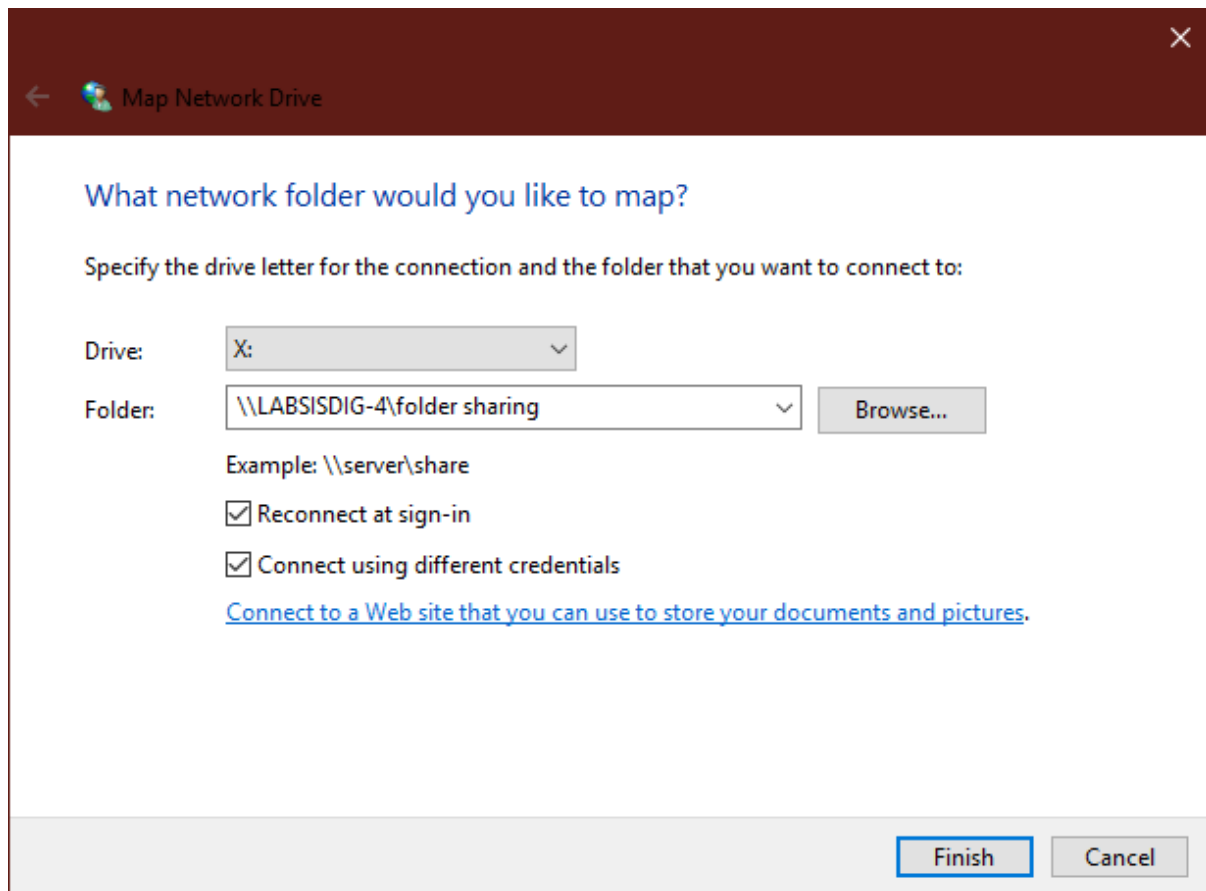 Map Network Drive
What network folder would you like to map?
Specify the drive letter for the connection and the folder that you want to connect to:
Drive: X:
Folder: \\LABSISDIG-4\folder sharing Browse...
Example: \\server\share
Reconnect at sign-in
Connect using different credentials
Connect to a Web site that you can use to store your documents and pictures.
Finish Cancel